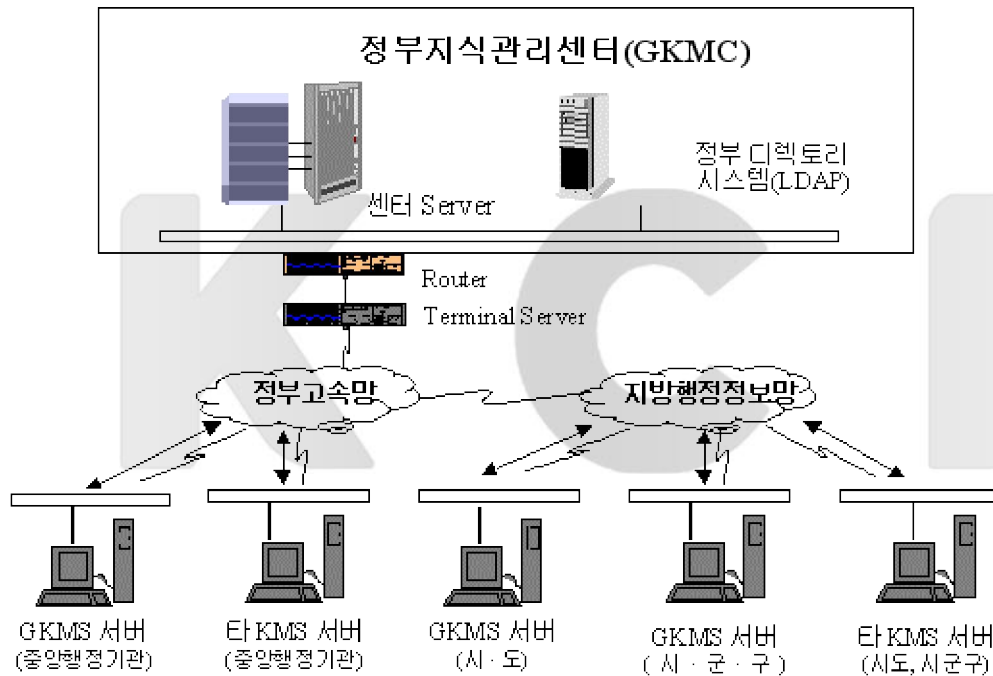 정부지식관리센터(GKMC)
정부 디렉토리
시스템(LDAP)
센터 Server
Router
Terminal Server
정부고속망
지방행정정보망
GKMS 서버
(중앙행정기관)
타 KMS 서버
(중앙행정기관)
GKMS 서버
(시 · 도)
GKMS 서버
( 시 · 군 · 구 )
타 KMS 서버
(시도, 시군구)
KCI